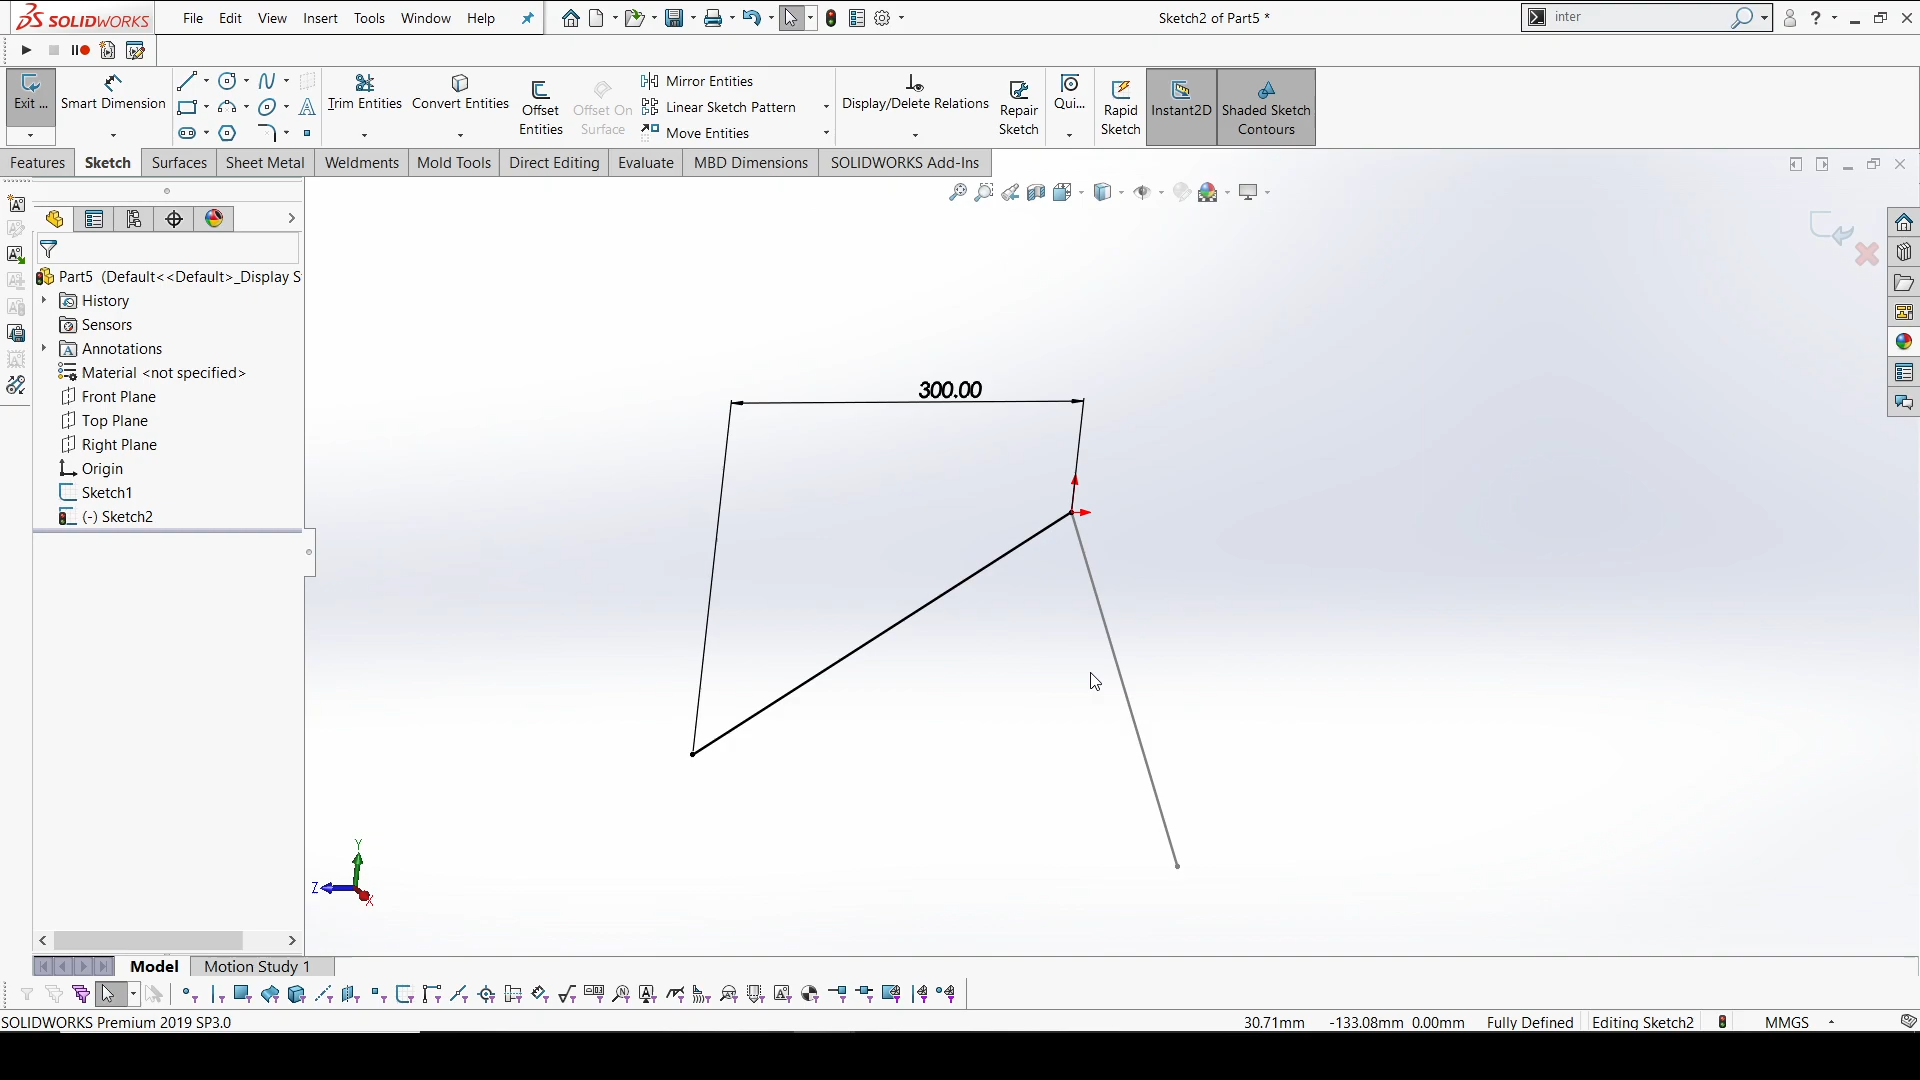 SOLIDWORKS File Edit View Insert Tools Window Help Sketch2 of Part5 * inter ?
Exit ... Smart Dimension Trim Entities Convert Entities Offset Entities Offset On Surface Mirror Entities Display/Delete Relations Repair Sketch Qui... Rapid Sketch Instant2D Shaded Sketch Contours
Linear Sketch Pattern
Move Entities
Features Sketch Surfaces Sheet Metal Weldments Mold Tools Direct Editing Evaluate MBD Dimensions SOLIDWORKS Add-Ins
Part5 (Default<<Default>_Display S
History
Sensors
Annotations
Material <not specified>
Front Plane
Top Plane
Right Plane
Origin
Sketch1
(-) Sketch2
300.00
Y
Z
X
Model Motion Study 1
SOLIDWORKS Premium 2019 SP3.0 30.71mm -133.08mm 0.00mm Fully Defined Editing Sketch2 MMGS